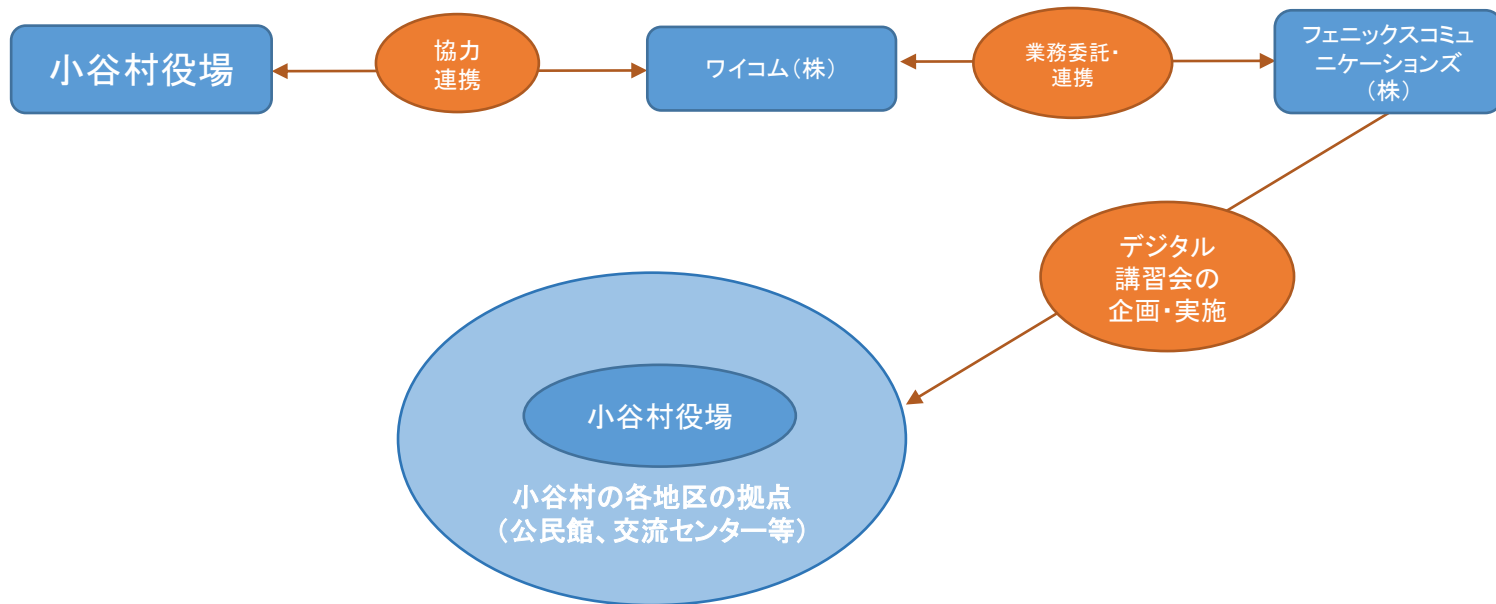 小谷村役場
協力
連携
ワイコム(株)
業務委託・
連携
フェニックスコミュ
ニケーションズ
(株)
デジタル
講習会の
企画・実施
小谷村役場
小谷村の各地区の拠点
(公民館、交流センター等)